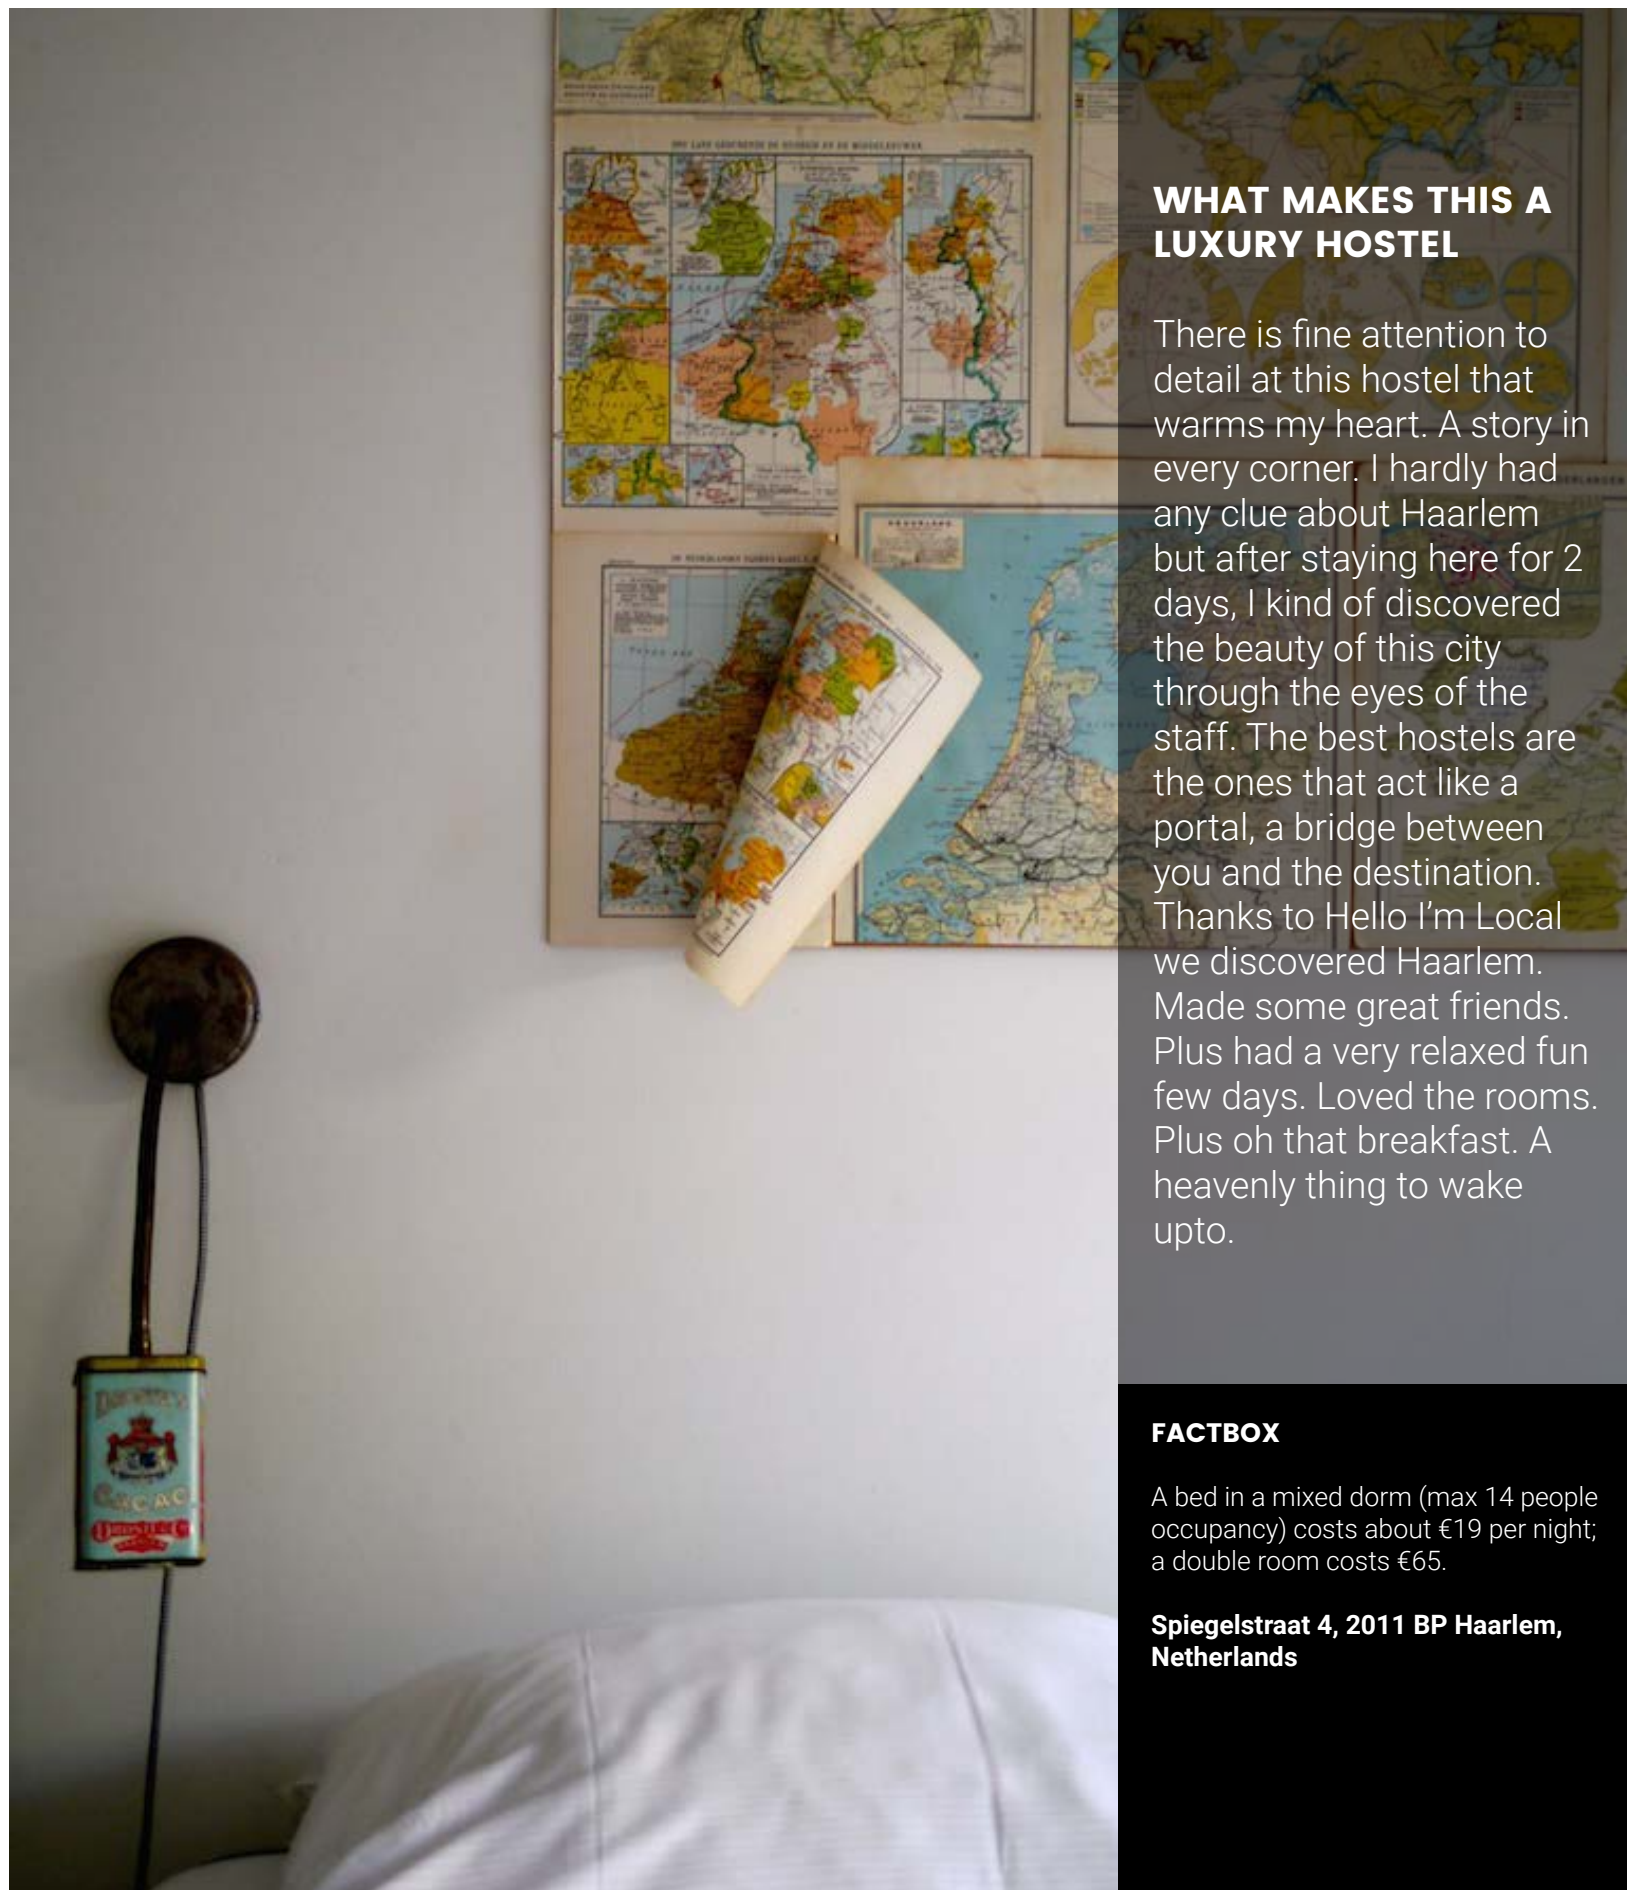 WHAT MAKES THIS A
LUXURY HOSTEL
There is fine attention to
detail at this hostel that
warms my heart. A story in
every corner. I hardly had
any clue about Haarlem
but after staying here for 2
days, I kind of discovered
the beauty of this city
through the eyes of the
staff. The best hostels are
the ones that act like a
portal, a bridge between
you and the destination.
Thanks to Hello I’m Local
we discovered Haarlem.
Made some great friends.
Plus had a very relaxed fun
few days. Loved the rooms.
Plus oh that breakfast. A
heavenly thing to wake
upto.
FACTBOX
A bed in a mixed dorm (max 14 people
occupancy) costs about €19 per night;
a double room costs €65.
Spiegelstraat 4, 2011 BP Haarlem,
Netherlands
CACAO